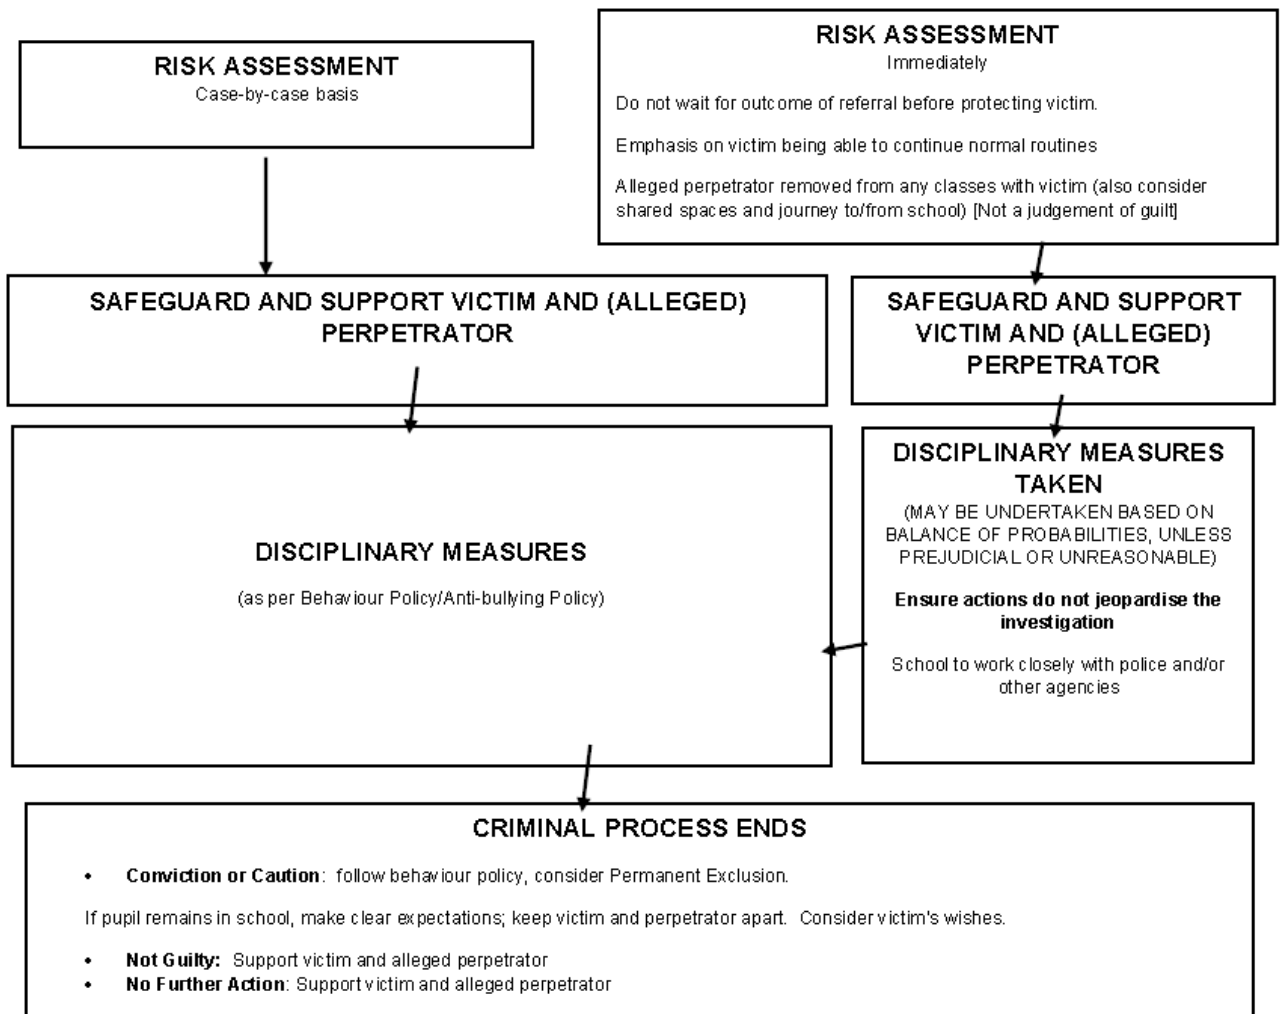 RISK ASSESSMENT
Case-by-case basis
RISK ASSESSMENT
Immediately
Do not wait for outcome of referral before protecting victim.
Emphasis on victim being able to continue normal routines
Alleged perpetrator removed from any classes with victim (also consider
shared spaces and journey to/from school) [Not a judgement of guilt]
SAFEGUARD AND SUPPORT VICTIM AND (ALLEGED)
PERPETRATOR
SAFEGUARD AND SUPPORT
VICTIM AND (ALLEGED)
PERPETRATOR
DISCIPLINARY MEASURES
(as per Behaviour Policy/Anti-bullying Policy)
DISCIPLINARY MEASURES
TAKEN
(MAY BE UNDERTAKEN BASED ON
BALANCE OF PROBABILITIES, UNLESS
PREJUDICIAL OR UNREASONABLE)
Ensure actions do not jeopardise the
investigation
School to work closely with police and/or
other agencies
CRIMINAL PROCESS ENDS
• Conviction or Caution: follow behaviour policy, consider Permanent Exclusion.
If pupil remains in school, make clear expectations; keep victim and perpetrator apart. Consider victim's wishes.
• Not Guilty: Support victim and alleged perpetrator
• No Further Action: Support victim and alleged perpetrator